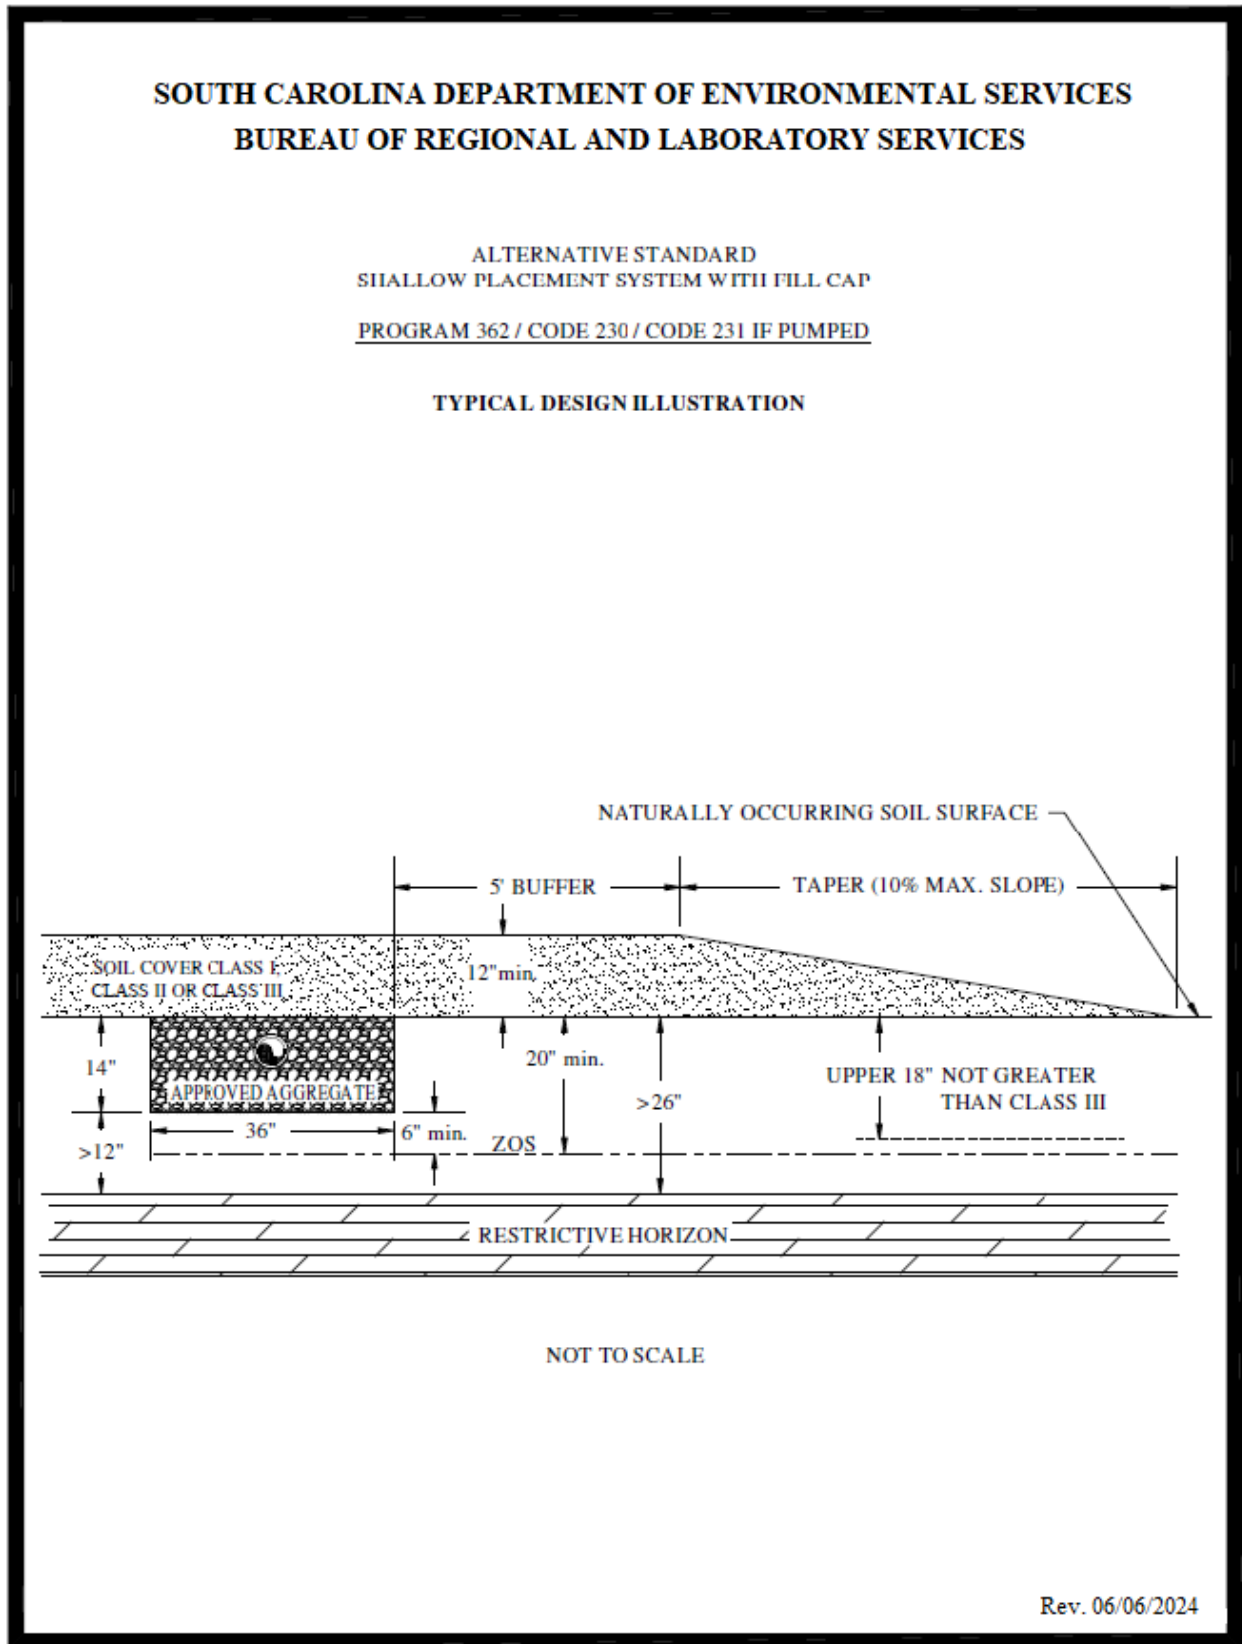 SOUTH CAROLINA DEPARTMENT OF ENVIRONMENTAL SERVICES
BUREAU OF REGIONAL AND LABORATORY SERVICES
ALTERNATIVE STANDARD
SHALLOW PLACEMENT SYSTEM WITH FILL CAP
PROGRAM 362 / CODE 230 / CODE 231 IF PUMPED
TYPICAL DESIGN ILLUSTRATION
NATURALLY OCCURRING SOIL SURFACE
5' BUFFER
TAPER (10% MAX. SLOPE)
SOIL COVER CLASS I,
CLASS II OR CLASS III
12"min.
14"
APPROVED AGGREGATE
20" min.
>26"
UPPER 18" NOT GREATER
THAN CLASS III
36"
6" min.
ZOS
>12"
RESTRICTIVE HORIZON
NOT TO SCALE
Rev. 06/06/2024